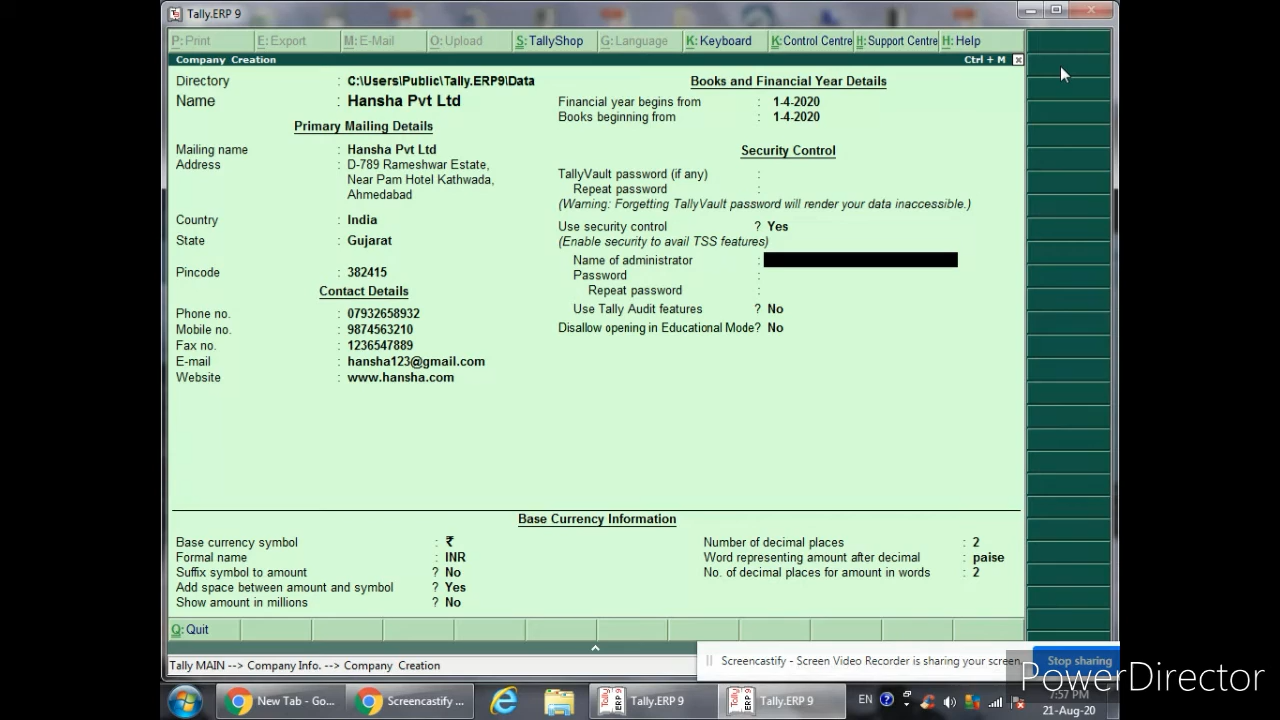 Tally.ERP 9
P: Print E: Export M: E-Mail O: Upload S: TallyShop G: Language K: Keyboard K: Control Centre H: Support Centre H: Help
Company Creation Ctrl + M
Directory : C:\Users\Public\Tally.ERP9\Data
Name : Hansha Pvt Ltd
Primary Mailing Details
Mailing name : Hansha Pvt Ltd
Address : D-789 Rameshwar Estate,
Near Pam Hotel Kathwada,
Ahmedabad
Country : India
State : Gujarat
Pincode : 382415
Contact Details
Phone no. : 07932658932
Mobile no. : 9874563210
Fax no. : 1236547889
E-mail : hansha123@gmail.com
Website : www.hansha.com
Books and Financial Year Details
Financial year begins from : 1-4-2020
Books beginning from : 1-4-2020
Security Control
TallyVault password (if any) :
Repeat password :
(Warning: Forgetting TallyVault password will render your data inaccessible.)
Use security control ? Yes
(Enable security to avail TSS features)
Name of administrator :
Password :
Repeat password :
Use Tally Audit features ? No
Disallow opening in Educational Mode? No
Base Currency Information
Base currency symbol : ₹
Formal name : INR
Suffix symbol to amount ? No
Add space between amount and symbol ? Yes
Show amount in millions ? No
Number of decimal places : 2
Word representing amount after decimal : paise
No. of decimal places for amount in words : 2
Q: Quit
Tally MAIN --> Company Info. --> Company Creation
Screencastify - Screen Video Recorder is sharing your screen.
Stop sharing
PowerDirector
New Tab - Go... Screencastify ... Tally.ERP 9 Tally.ERP 9 EN
7:57 PM
21-Aug-20